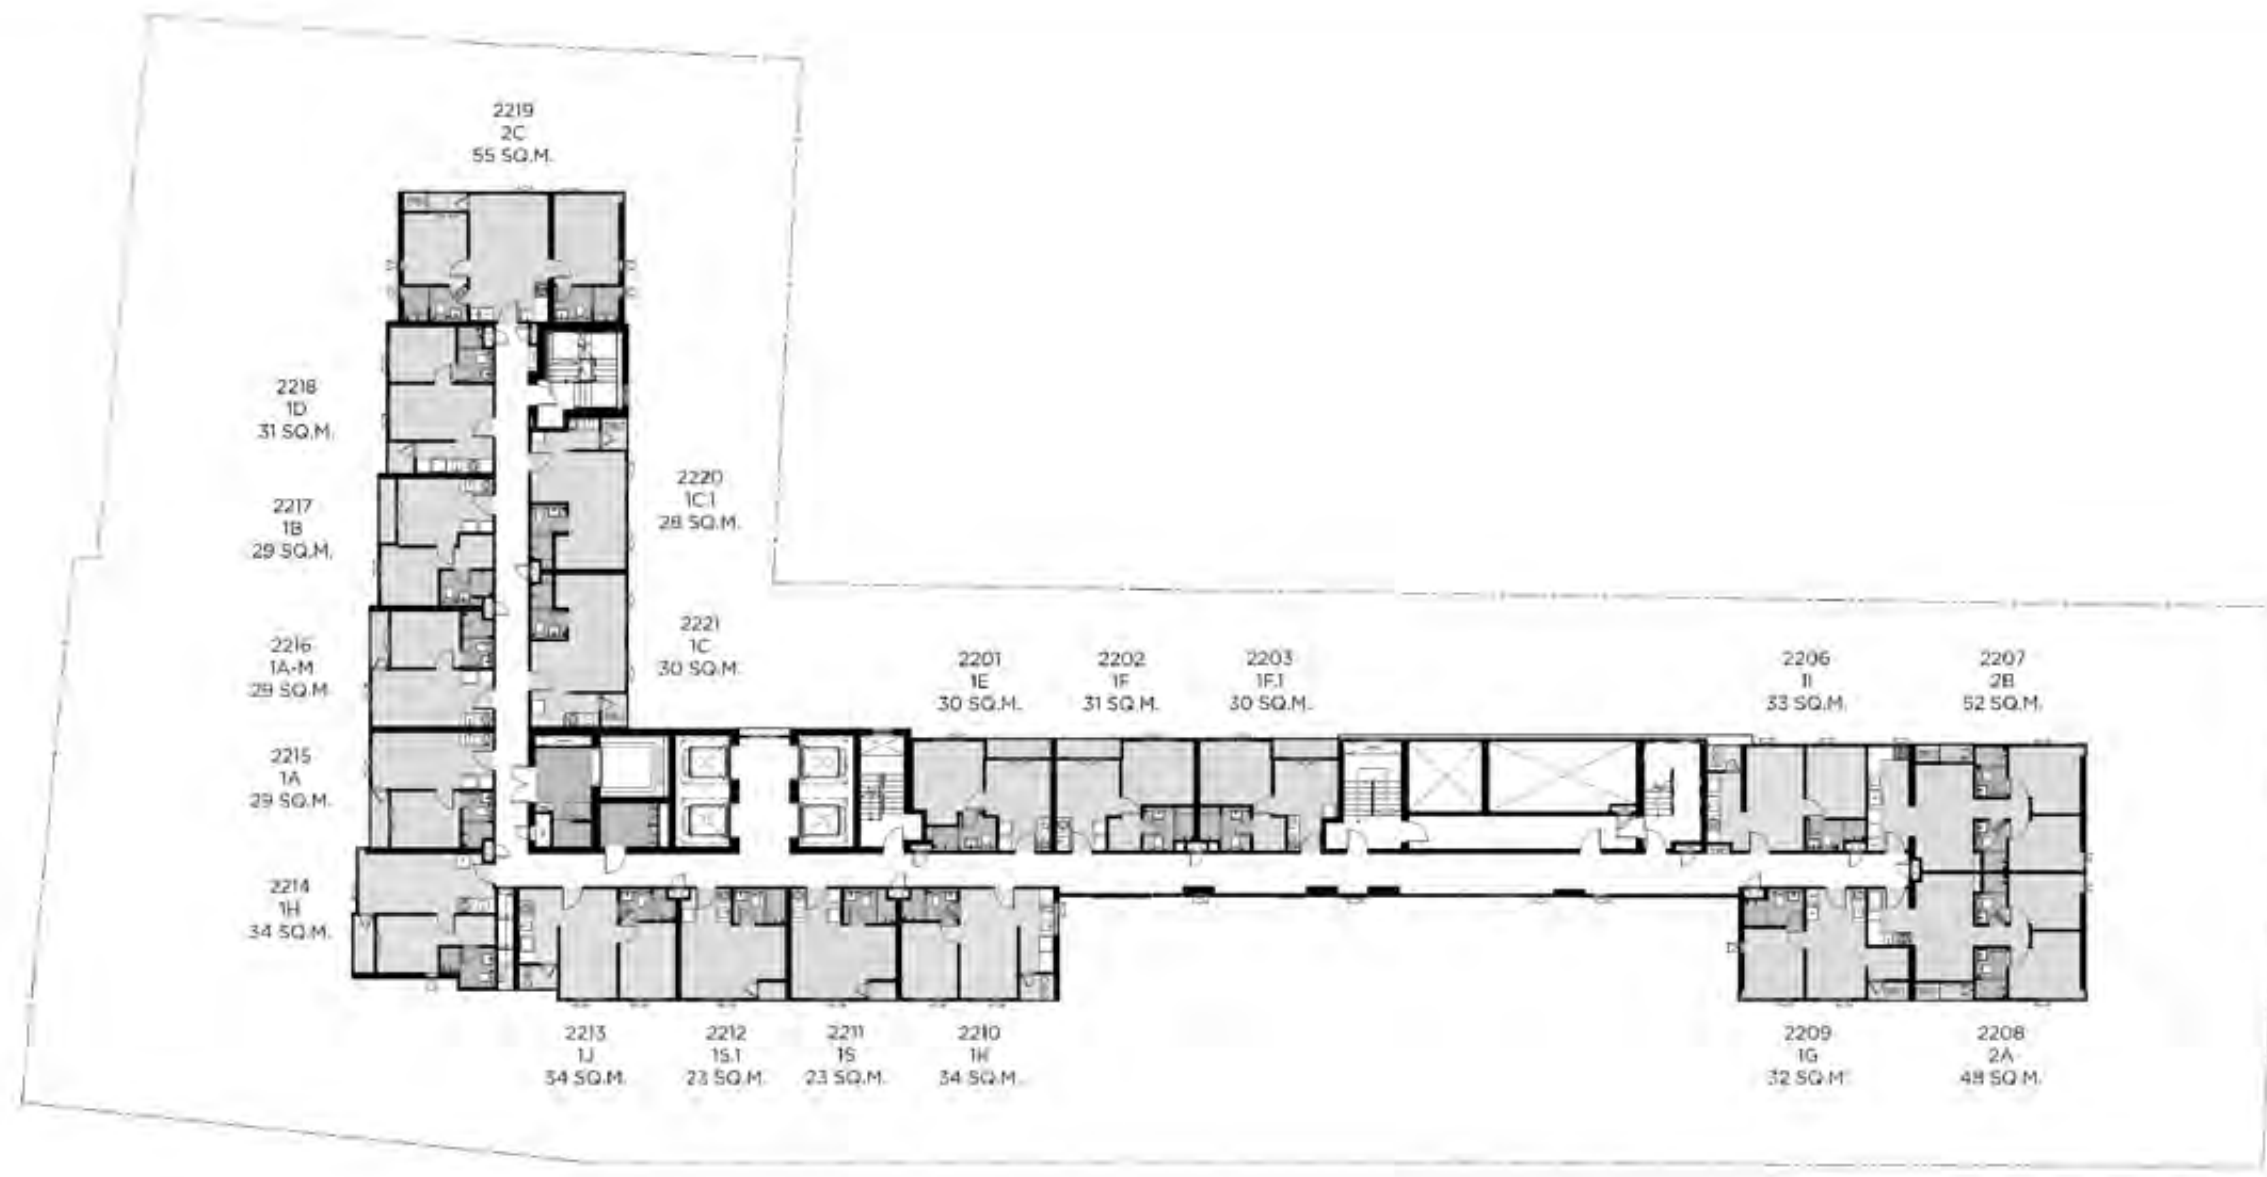 2219
2C
55 SQ.M.
2218
1D
31 SQ.M.
2220
1C.1
28 SQ.M.
2217
1B
29 SQ.M.
2216
1A-M
29 SQ.M
2221
1C
30 SQ.M.
2201
1E
30 SQ.M.
2202
1F
31 SQ.M.
2203
1F.1
30 SQ.M.
2206
1I
33 SQ.M.
2207
2B
52 SQ.M.
2215
1A
29 SQ.M.
2214
1H
34 SQ.M.
2213
1J
34 SQ.M.
2212
1S.1
23 SQ.M.
2211
1S
23 SQ.M.
2210
1K
34 SQ.M.
2209
1G
32 SQ.M
2208
2A
48 SQ.M.